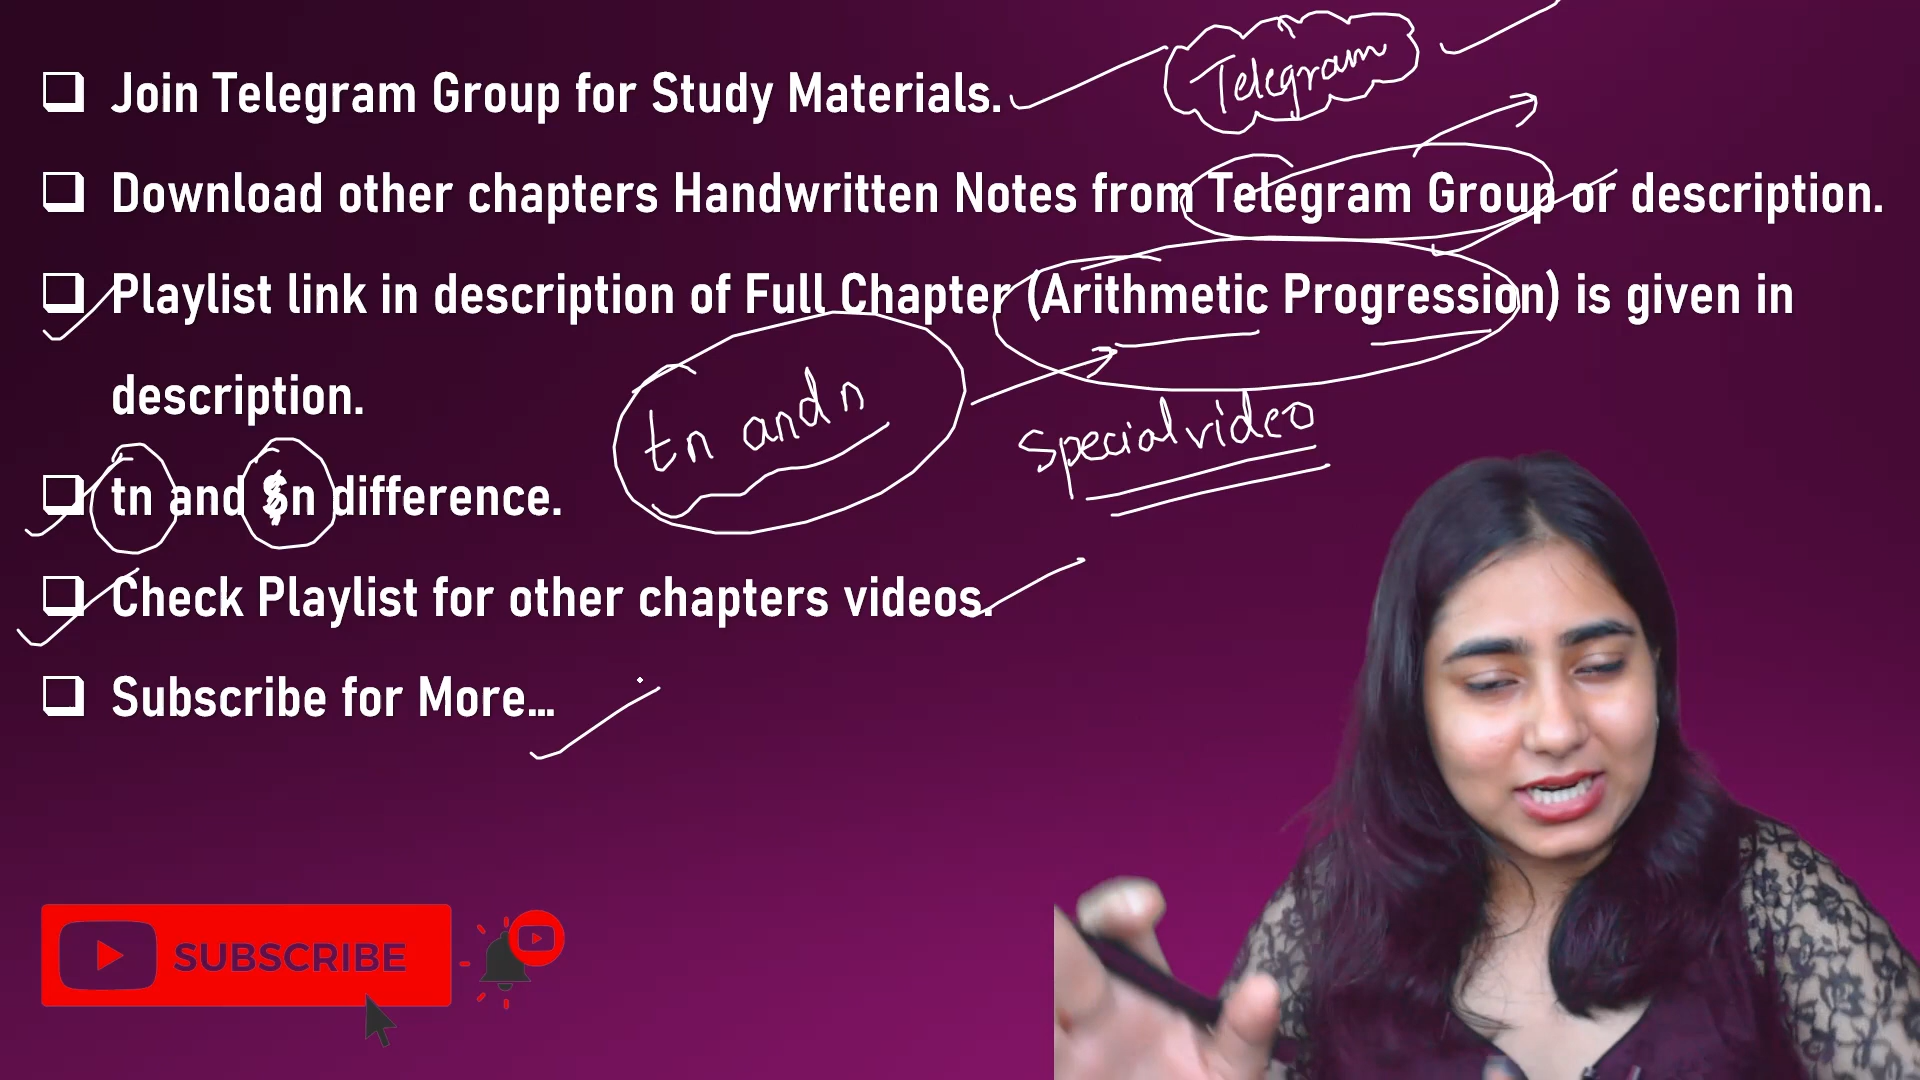 Telegram
Join Telegram Group for Study Materials.
Download other chapters Handwritten Notes from Telegram Group or description.
Playlist link in description of Full Chapter (Arithmetic Progression) is given in
description.
tn and n
Special video
tn and Sn difference.
Check Playlist for other chapters videos.
Subscribe for More...
SUBSCRIBE